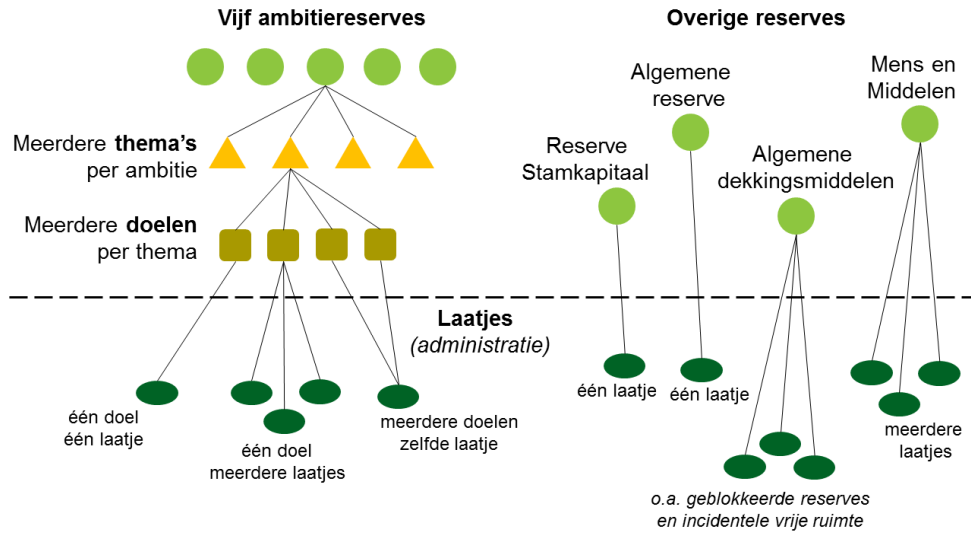 Vijf ambitiereserves
Meerdere thema's
per ambitie
Meerdere doelen
per thema
Overige reserves
Reserve
Stamkapitaal
Algemene
reserve
Algemene
dekkingsmiddelen
Mens en
Middelen
Laatjes
(administratie)
één doel
één laatje
één doel
meerdere laatjes
meerdere doelen
zelfde laatje
één laatje
één laatje
o.a. geblokkeerde reserves
en incidentele vrije ruimte
meerdere
laatjes